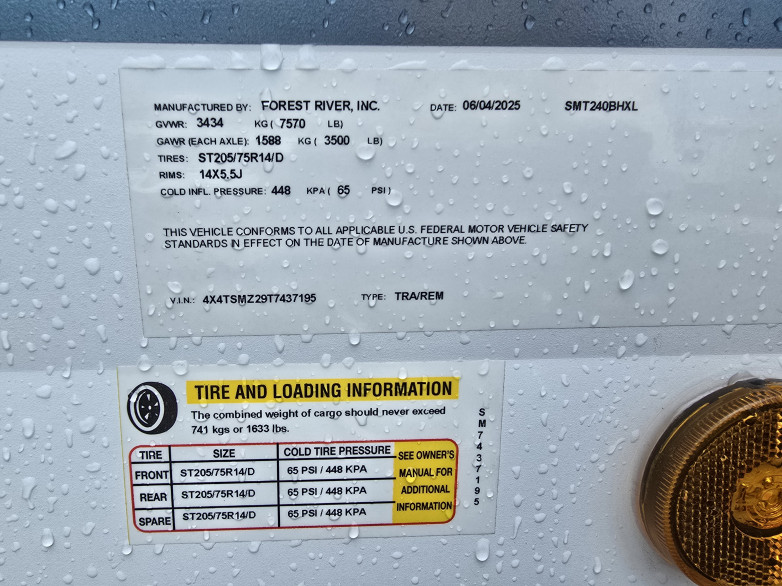 MANUFACTURED BY: FOREST RIVER, INC. DATE: 06/04/2025 SMT240BHXL
GVWR: 3434 KG ( 7570 LB)
GAWR (EACH AXLE): 1588 KG ( 3500 LB)
TIRES: ST205/75R14/D
RIMS: 14X5.5J
COLD INFL. PRESSURE: 448 KPA ( 65 PSI )
THIS VEHICLE CONFORMS TO ALL APPLICABLE U.S. FEDERAL MOTOR VEHICLE SAFETY
STANDARDS IN EFFECT ON THE DATE OF MANUFACTURE SHOWN ABOVE.
V.I.N.: 4X4TSMZ29T7437195 TYPE: TRA/REM
TIRE AND LOADING INFORMATION
The combined weight of cargo should never exceed
741 kgs or 1633 lbs.
TIRE SIZE COLD TIRE PRESSURE SEE OWNER'S
FRONT ST205/75R14/D 65 PSI / 448 KPA MANUAL FOR
REAR ST205/75R14/D 65 PSI / 448 KPA ADDITIONAL
SPARE ST205/75R14/D 65 PSI / 448 KPA INFORMATION
SM7437195